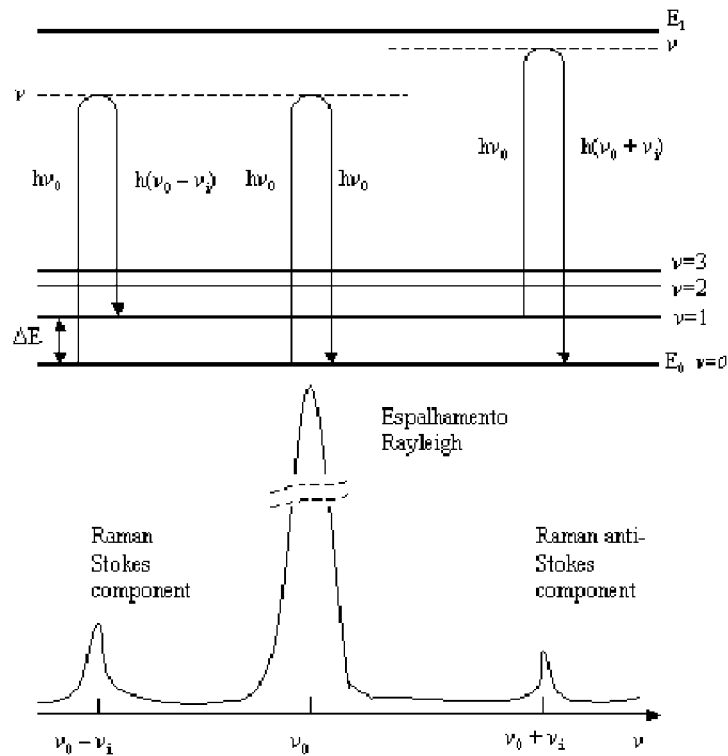 E₁
ν
ν
hν₀
h(ν₀ – νᵢ)
hν₀
hν₀
hν₀
h(ν₀ + νᵢ)
ν=3
ν=2
ν=1
ΔE
E₀ ν=0
Espalhamento
Rayleigh
Raman
Stokes
component
Raman anti-
Stokes
component
ν₀ – νᵢ
ν₀
ν₀ + νᵢ
ν